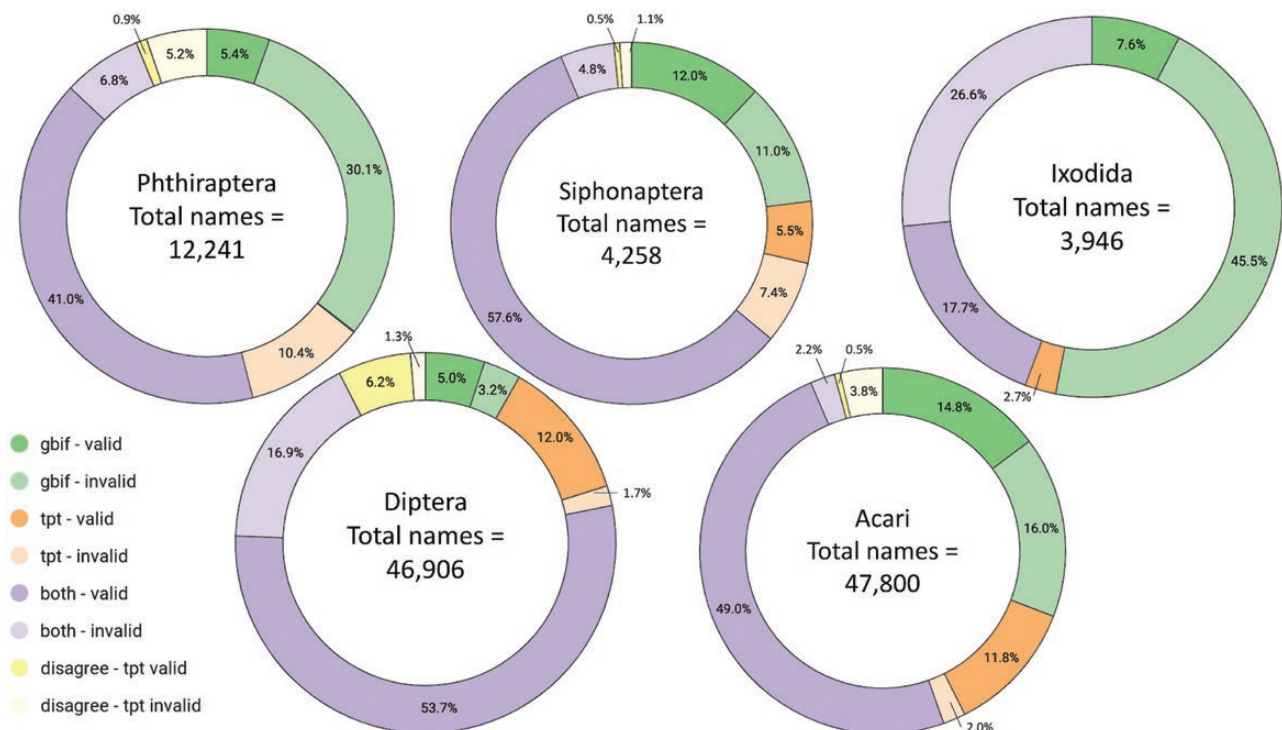 0.9%
5.2%
5.4%
6.8%
30.1%
41.0%
10.4%
Phthiraptera
Total names =
12,241
0.5%
1.1%
4.8%
12.0%
11.0%
5.5%
7.4%
57.6%
Siphonaptera
Total names =
4,258
7.6%
26.6%
45.5%
17.7%
2.7%
Ixodida
Total names =
3,946
gbif - valid
gbif - invalid
tpt - valid
tpt - invalid
both - valid
both - invalid
disagree - tpt valid
disagree - tpt invalid
1.3%
6.2%
5.0%
3.2%
12.0%
1.7%
16.9%
53.7%
Diptera
Total names =
46,906
2.2%
0.5%
3.8%
14.8%
16.0%
11.8%
2.0%
49.0%
Acari
Total names =
47,800